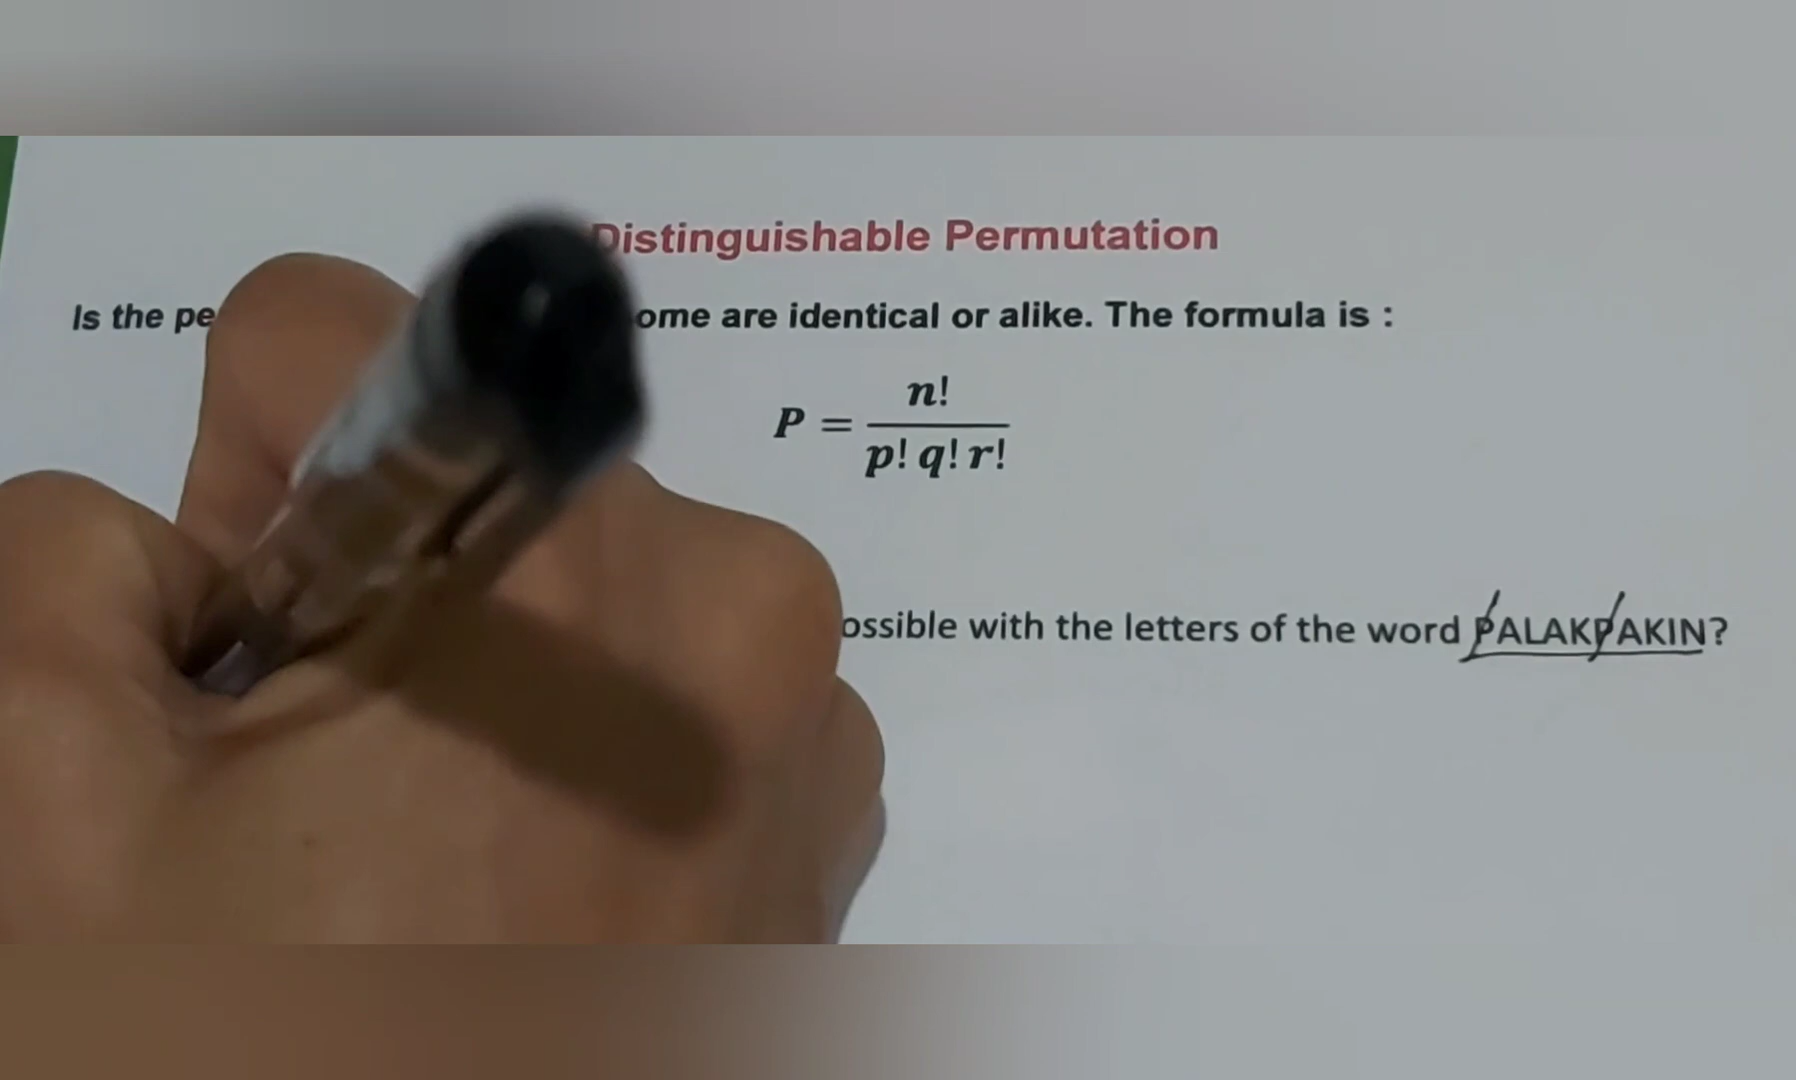 Distinguishable Permutation
Is the ome are identical or alike. The formula is :
P = n! / p! q! r!
ossible with the letters of the word PALAKPAKIN?